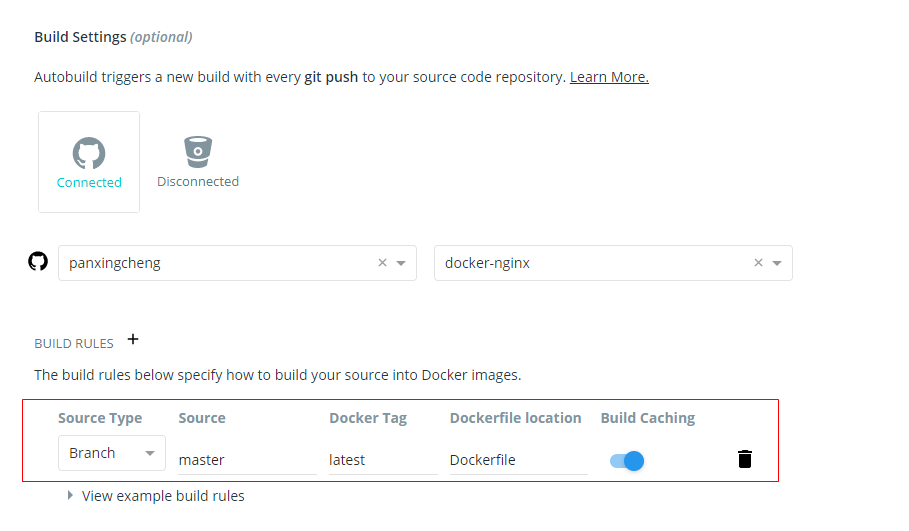 Build Settings (optional)
Autobuild triggers a new build with every git push to your source code repository. Learn More.
Connected
Disconnected
panxingcheng
docker-nginx
BUILD RULES +
The build rules below specify how to build your source into Docker images.
Source Type Source Docker Tag Dockerfile location Build Caching
Branch master latest Dockerfile
View example build rules